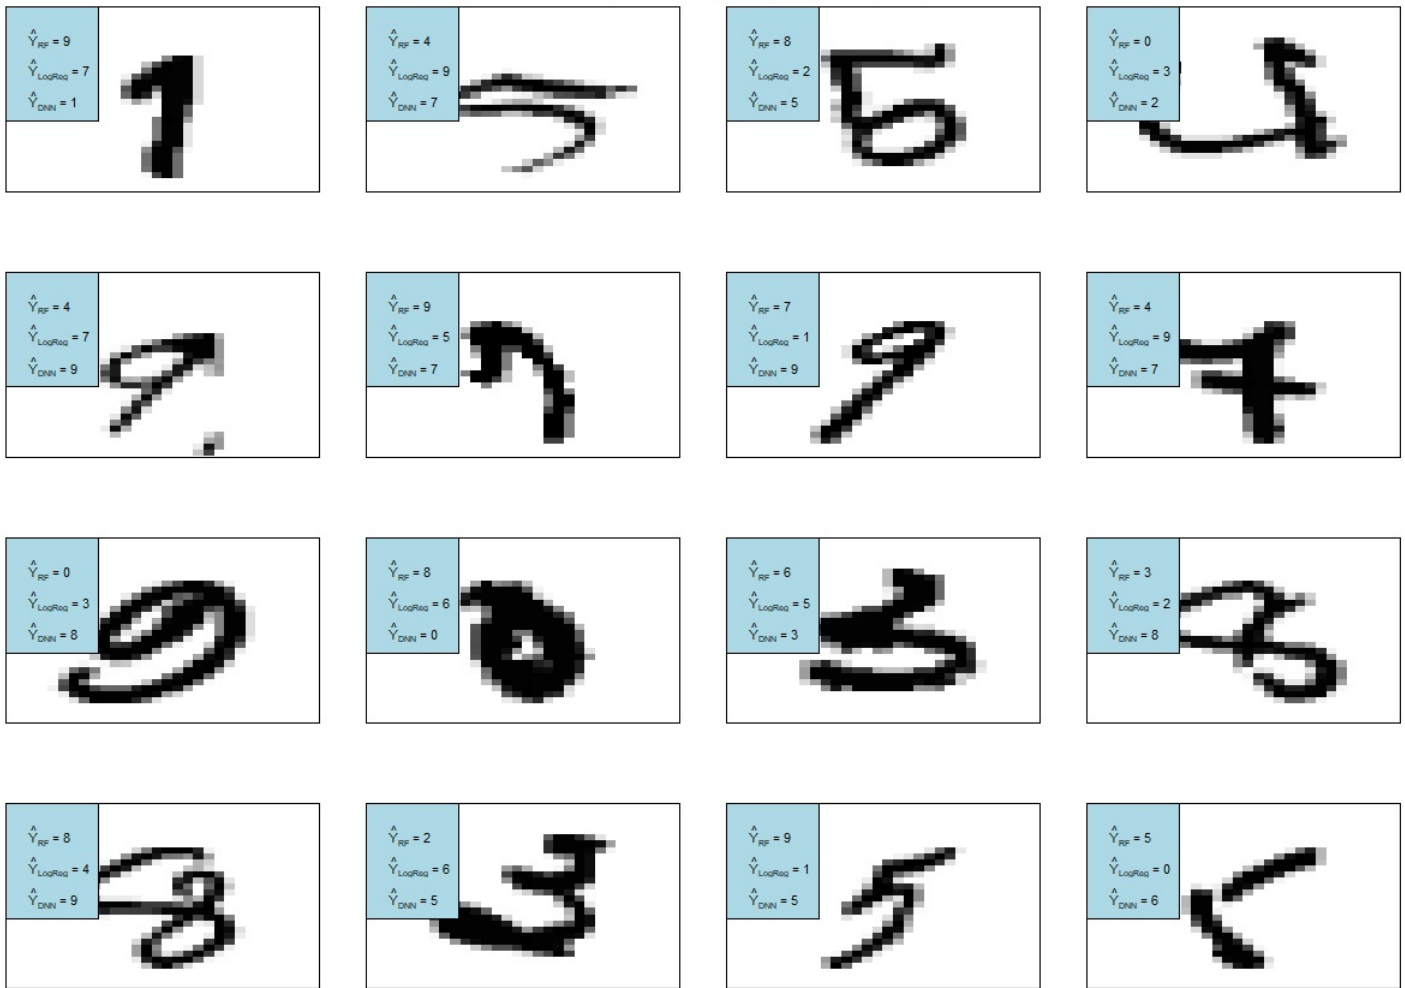 ŶRF = 9
ŶLogReg = 7
ŶDNN = 1
ŶRF = 4
ŶLogReg = 9
ŶDNN = 7
ŶRF = 8
ŶLogReg = 2
ŶDNN = 5
5
ŶRF = 0
ŶLogReg = 3
ŶDNN = 2
ŶRF = 4
ŶLogReg = 7
ŶDNN = 9
9
ŶRF = 9
ŶLogReg = 5
ŶDNN = 7
ŶRF = 7
ŶLogReg = 1
ŶDNN = 9
9
ŶRF = 4
ŶLogReg = 9
ŶDNN = 7
ŶRF = 0
ŶLogReg = 3
ŶDNN = 8
ŶRF = 8
ŶLogReg = 6
ŶDNN = 0
0
ŶRF = 6
ŶLogReg = 5
ŶDNN = 3
ŶRF = 3
ŶLogReg = 2
ŶDNN = 8
ŶRF = 8
ŶLogReg = 4
ŶDNN = 9
ŶRF = 2
ŶLogReg = 6
ŶDNN = 5
ŶRF = 9
ŶLogReg = 1
ŶDNN = 5
5
ŶRF = 5
ŶLogReg = 0
ŶDNN = 6